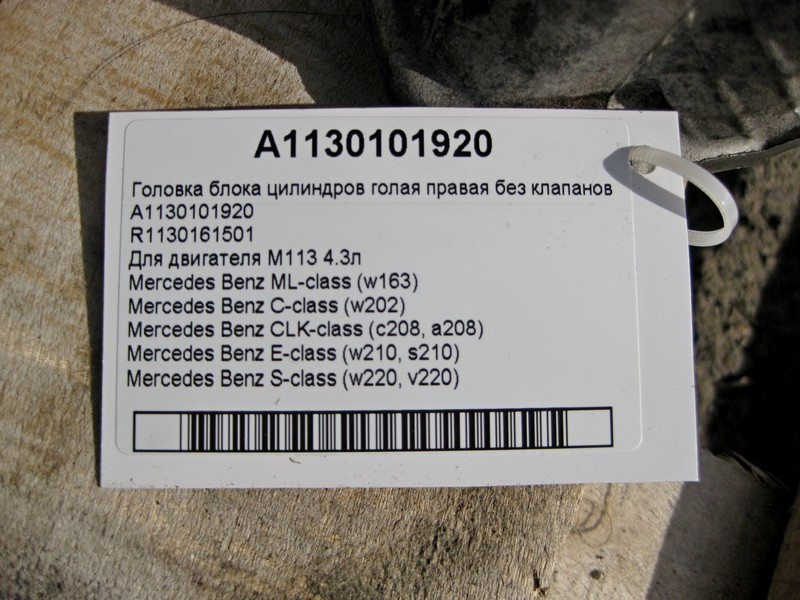 A1130101920
Головка блока цилиндров голая правая без клапанов
A1130101920
R1130161501
Для двигателя М113 4.3л
Mercedes Benz ML-class (w163)
Mercedes Benz C-class (w202)
Mercedes Benz CLK-class (c208, a208)
Mercedes Benz E-class (w210, s210)
Mercedes Benz S-class (w220, v220)